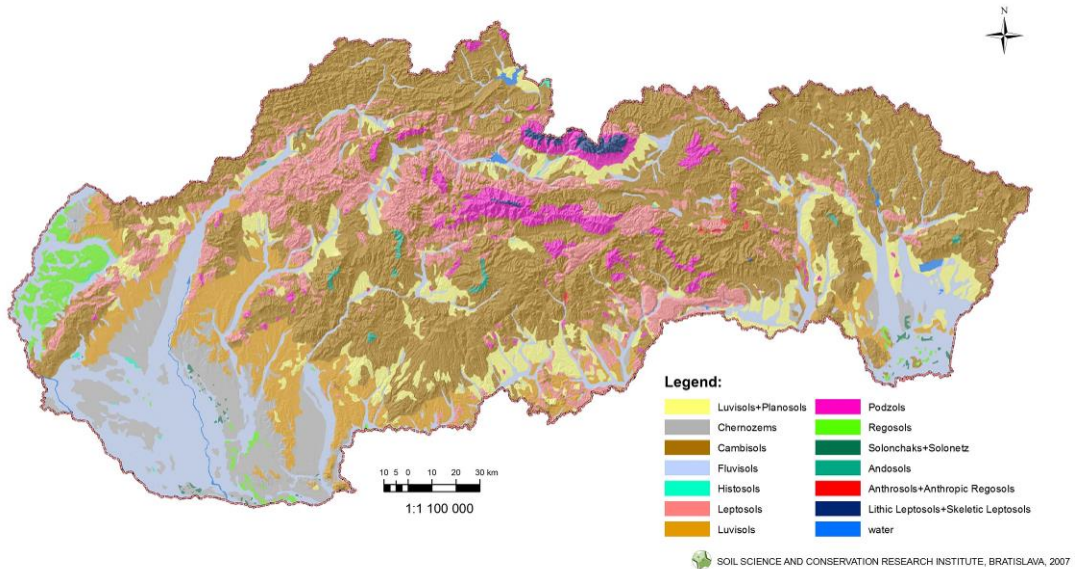 N
Legend:
Luvisols+Planosols
Chernozems
Cambisols
Fluvisols
Histosols
Leptosols
Luvisols
Podzols
Regosols
Solonchaks+Solonetz
Andosols
Anthrosols+Anthropic Regosols
Lithic Leptosols+Skeletic Leptosols
water
10 5 0 10 20 30 km
1:1 100 000
SOIL SCIENCE AND CONSERVATION RESEARCH INSTITUTE, BRATISLAVA, 2007